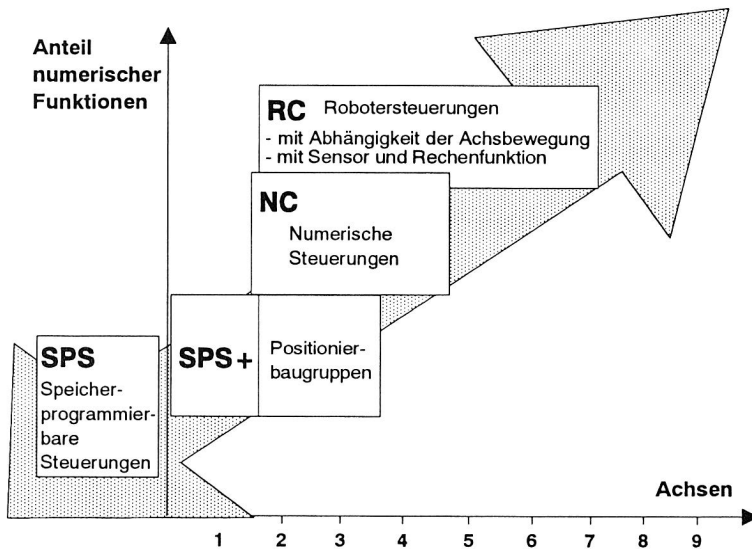 Anteil
numerischer
Funktionen
RC Robotersteuerungen
- mit Abhängigkeit der Achsbewegung
- mit Sensor und Rechenfunktion
NC
Numerische
Steuerungen
SPS+
Positionier-
baugruppen
SPS
Speicher-
programmier-
bare
Steuerungen
Achsen
1 2 3 4 5 6 7 8 9